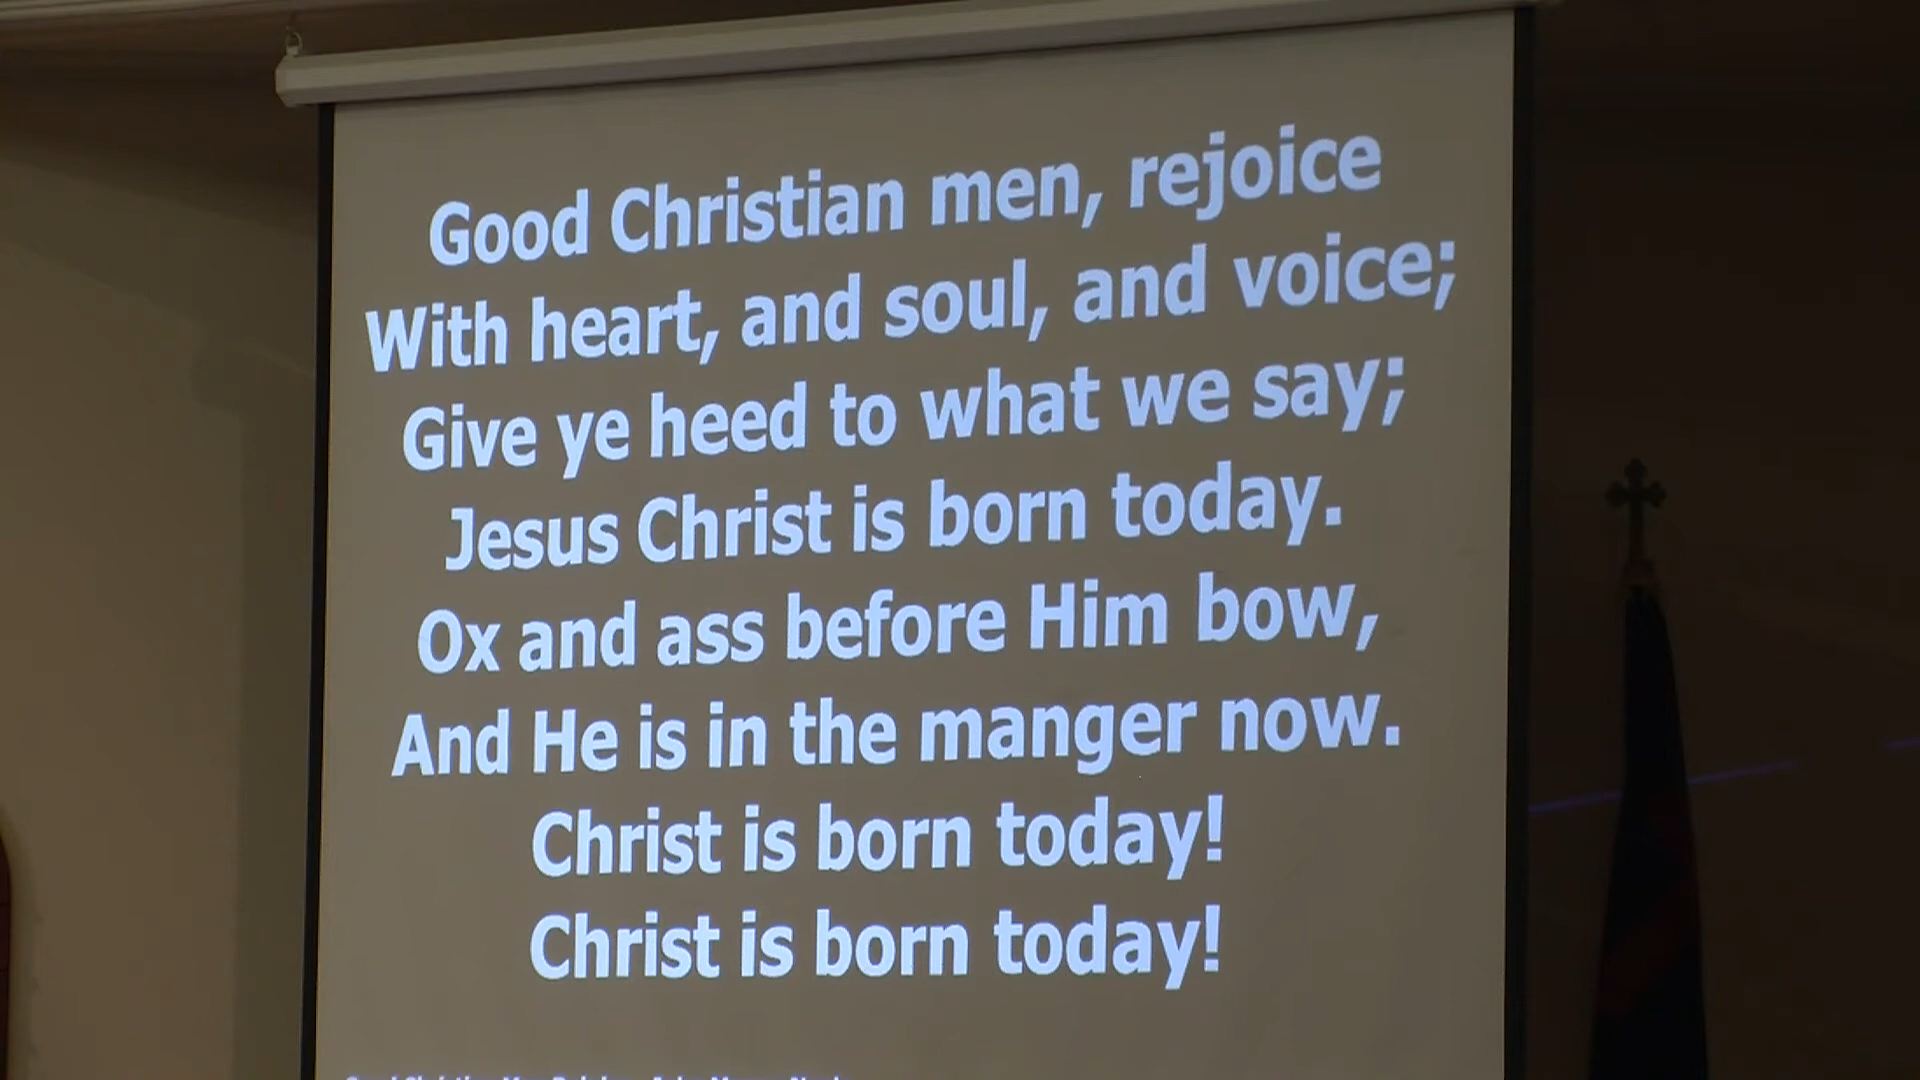 Good Christian men, rejoice
With heart, and soul, and voice;
Give ye heed to what we say;
Jesus Christ is born today.
Ox and ass before Him bow,
And He is in the manger now.
Christ is born today!
Christ is born today!